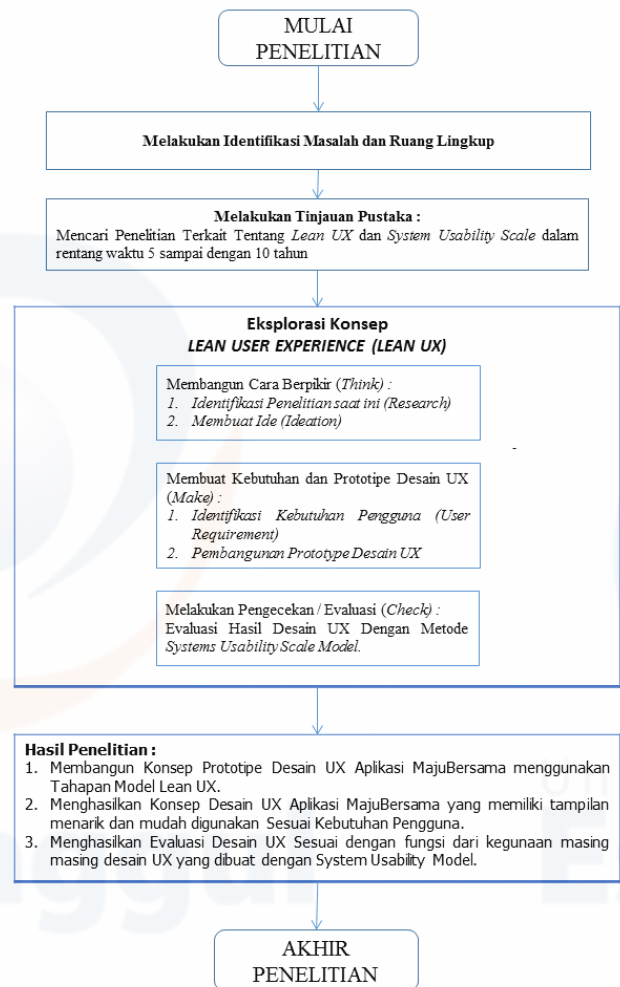 MULAI
PENELITIAN
Melakukan Identifikasi Masalah dan Ruang Lingkup
Melakukan Tinjauan Pustaka :
Mencari Penelitian Terkait Tentang Lean UX dan System Usability Scale dalam
rentang waktu 5 sampai dengan 10 tahun
Eksplorasi Konsep
LEAN USER EXPERIENCE (LEAN UX)
Membangun Cara Berpikir (Think) :
1. Identifikasi Penelitian saat ini (Research)
2. Membuat Ide (Ideation)
Membuat Kebutuhan dan Prototipe Desain UX
(Make) :
1. Identifikasi Kebutuhan Pengguna (User
Requirement)
2. Pembangunan Prototype Desain UX
Melakukan Pengecekan / Evaluasi (Check) :
Evaluasi Hasil Desain UX Dengan Metode
Systems Usability Scale Model.
Hasil Penelitian :
1. Membangun Konsep Prototipe Desain UX Aplikasi MajuBersama menggunakan
Tahapan Model Lean UX.
2. Menghasilkan Konsep Desain UX Aplikasi MajuBersama yang memiliki tampilan
menarik dan mudah digunakan Sesuai Kebutuhan Pengguna.
3. Menghasilkan Evaluasi Desain UX Sesuai dengan fungsi dari kegunaan masing
masing desain UX yang dibuat dengan System Usability Model.
AKHIR
PENELITIAN